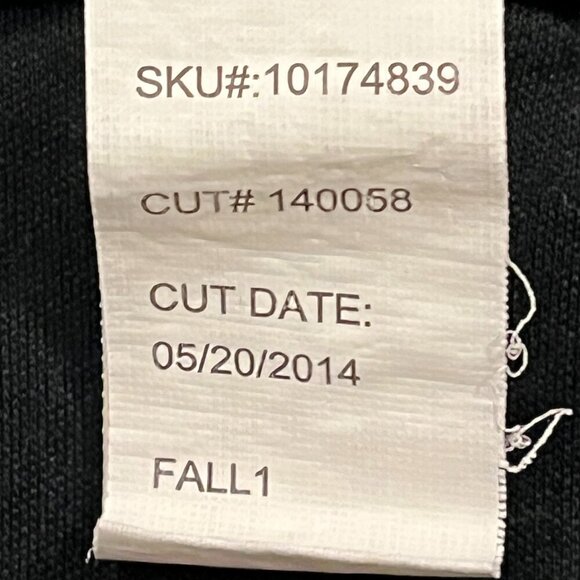 SKU#:10174839
CUT# 140058
CUT DATE:
05/20/2014
FALL1